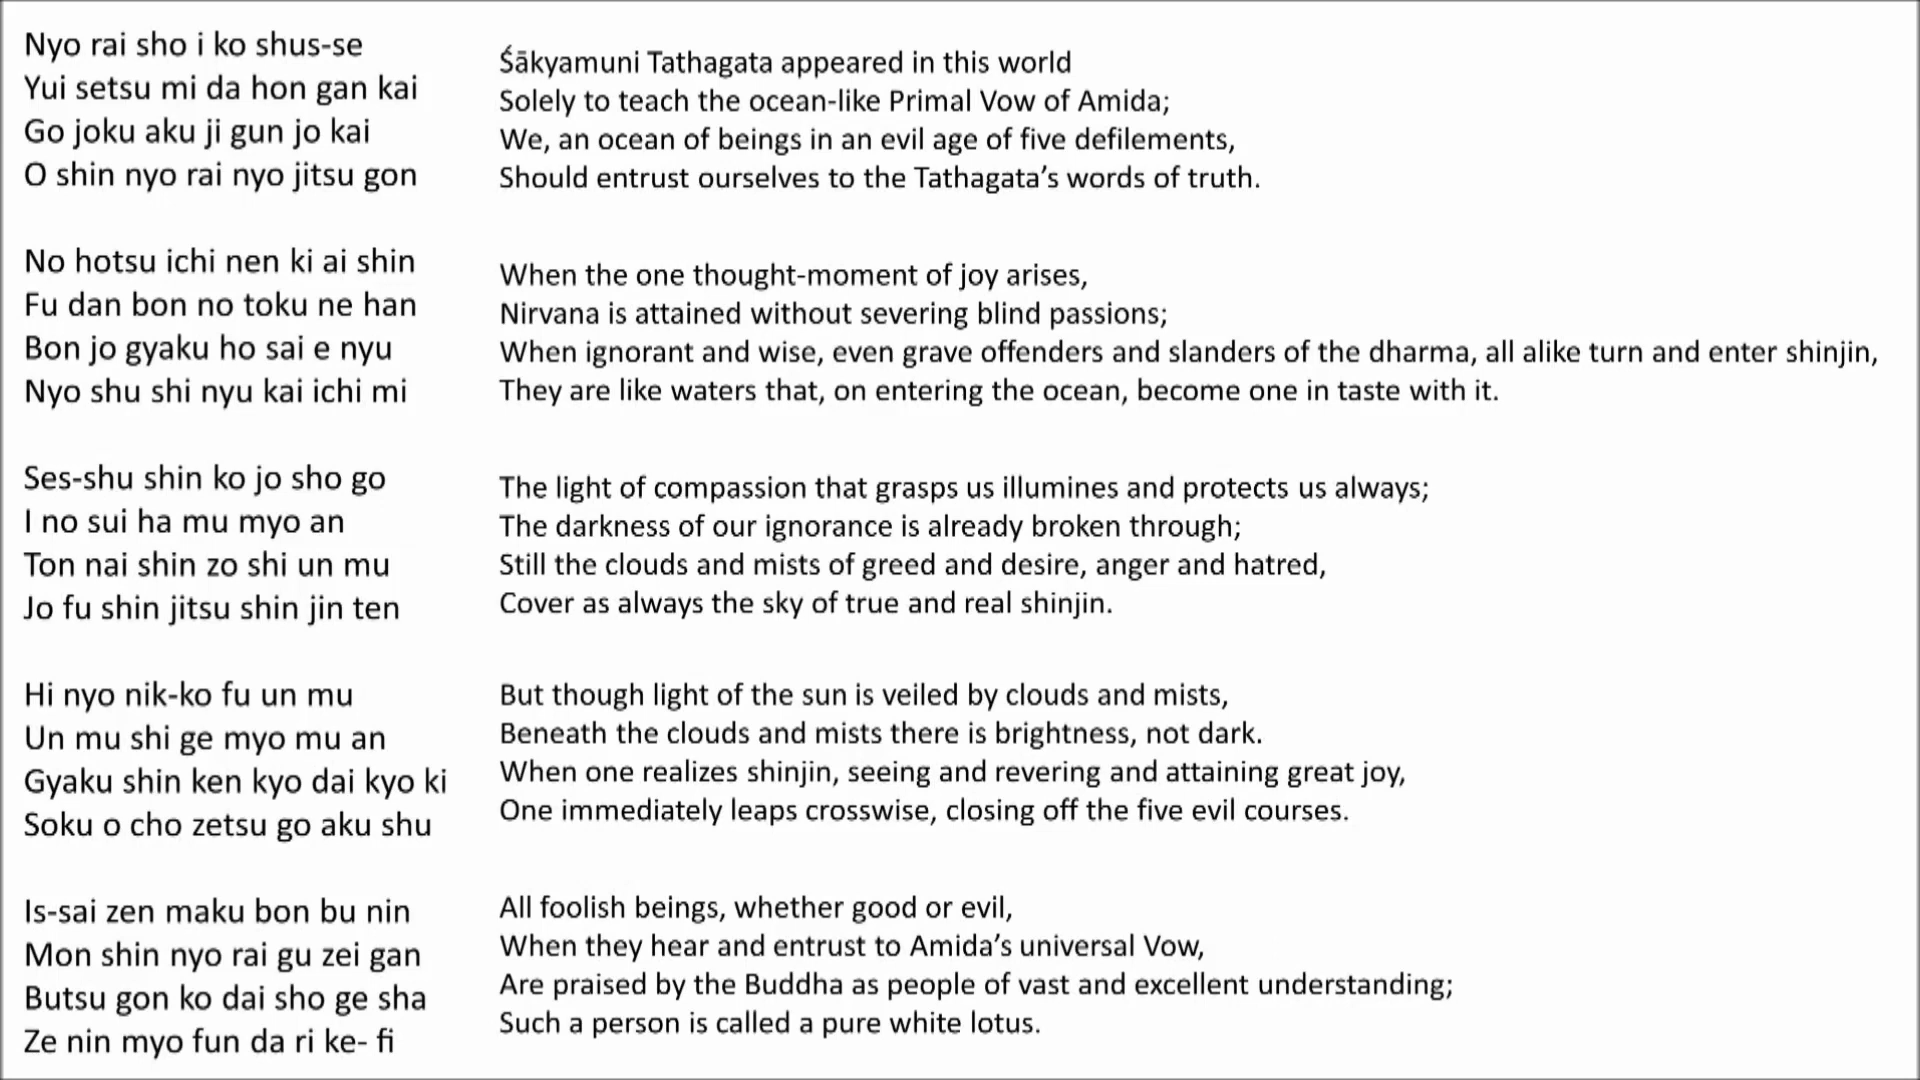 Nyo rai sho i ko shus-se
Yui setsu mi da hon gan kai
Go joku aku ji gun jo kai
O shin nyo rai nyo jitsu gon
Śākyamuni Tathagata appeared in this world
Solely to teach the ocean-like Primal Vow of Amida;
We, an ocean of beings in an evil age of five defilements,
Should entrust ourselves to the Tathagata’s words of truth.
No hotsu ichi nen ki ai shin
Fu dan bon no toku ne han
Bon jo gyaku ho sai e nyu
Nyo shu shi nyu kai ichi mi
When the one thought-moment of joy arises,
Nirvana is attained without severing blind passions;
When ignorant and wise, even grave offenders and slanders of the dharma, all alike turn and enter shinjin,
They are like waters that, on entering the ocean, become one in taste with it.
Ses-shu shin ko jo sho go
I no sui ha mu myo an
Ton nai shin zo shi un mu
Jo fu shin jitsu shin jin ten
The light of compassion that grasps us illumines and protects us always;
The darkness of our ignorance is already broken through;
Still the clouds and mists of greed and desire, anger and hatred,
Cover as always the sky of true and real shinjin.
Hi nyo nik-ko fu un mu
Un mu shi ge myo mu an
Gyaku shin ken kyo dai kyo ki
Soku o cho zetsu go aku shu
But though light of the sun is veiled by clouds and mists,
Beneath the clouds and mists there is brightness, not dark.
When one realizes shinjin, seeing and revering and attaining great joy,
One immediately leaps crosswise, closing off the five evil courses.
Is-sai zen maku bon bu nin
Mon shin nyo rai gu zei gan
Butsu gon ko dai sho ge sha
Ze nin myo fun da ri ke- fi
All foolish beings, whether good or evil,
When they hear and entrust to Amida’s universal Vow,
Are praised by the Buddha as people of vast and excellent understanding;
Such a person is called a pure white lotus.